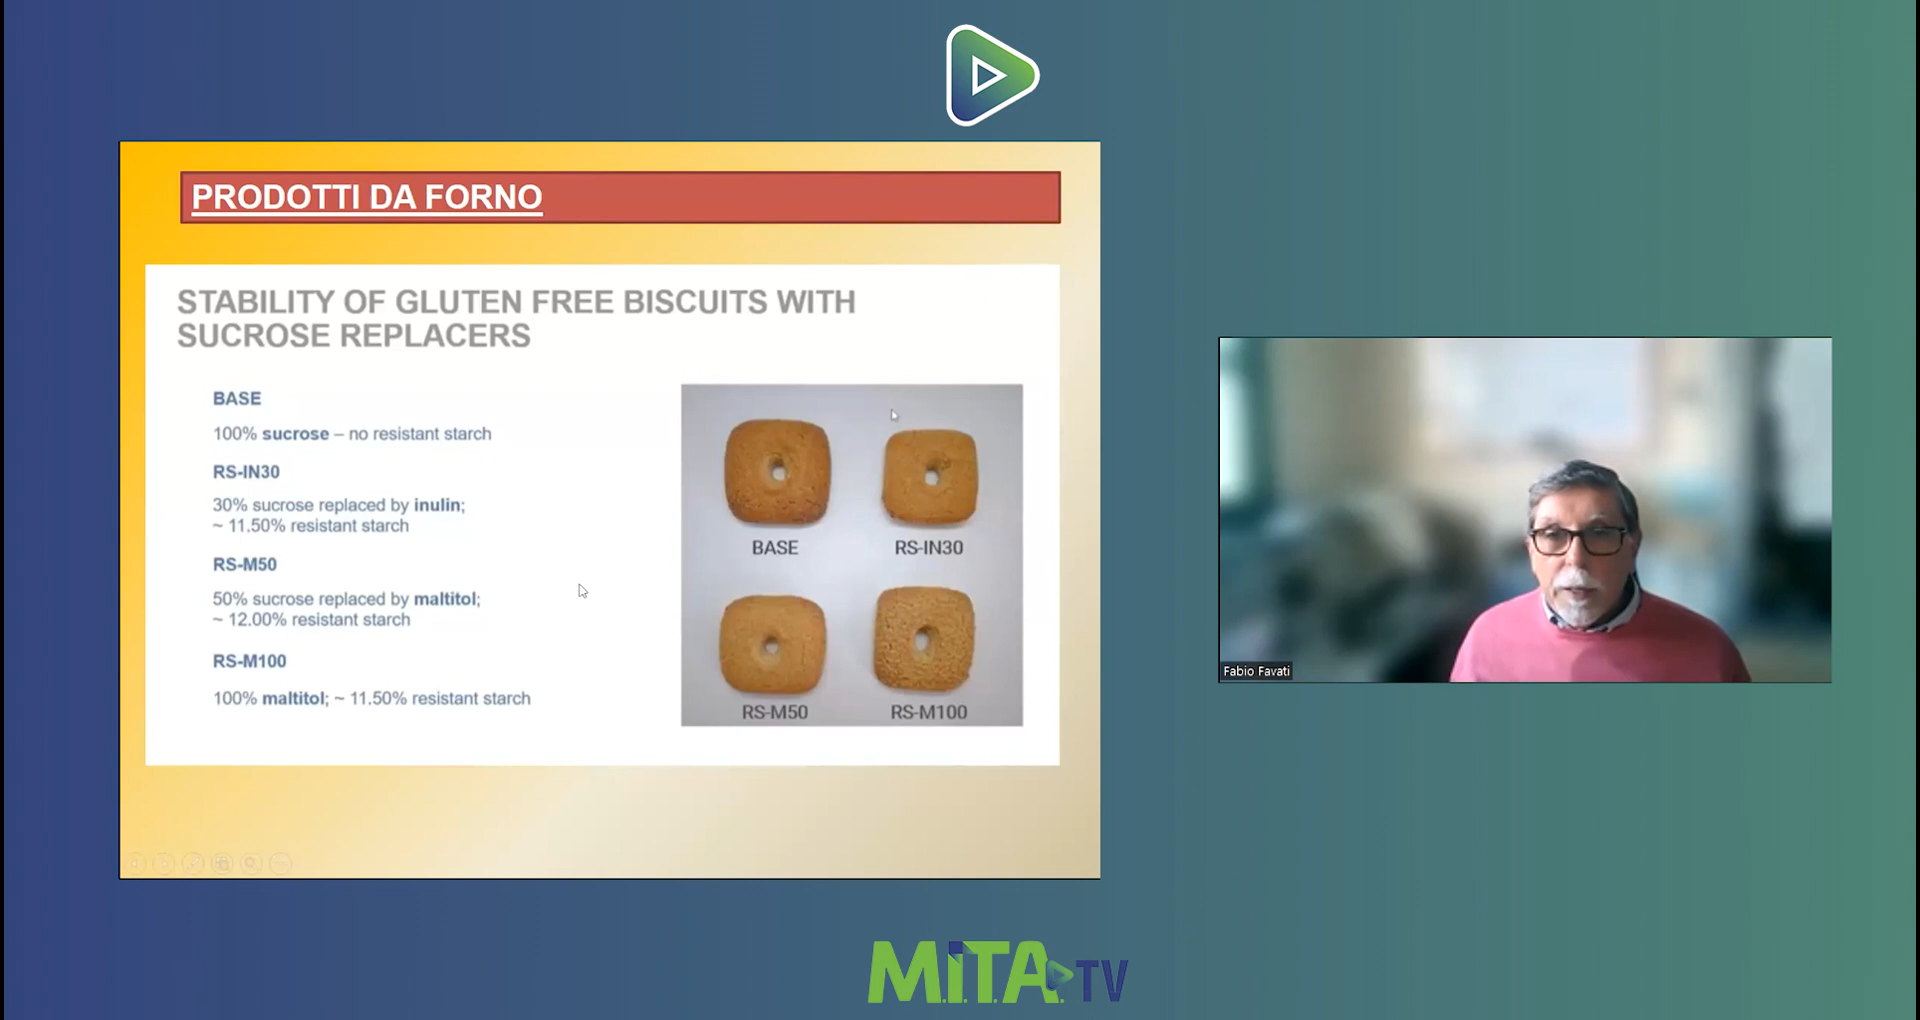 PRODOTTI DA FORNO
STABILITY OF GLUTEN FREE BISCUITS WITH
SUCROSE REPLACERS
BASE
100% sucrose – no resistant starch
RS-IN30
30% sucrose replaced by inulin;
~ 11.50% resistant starch
RS-M50
50% sucrose replaced by maltitol;
~ 12.00% resistant starch
RS-M100
100% maltitol; ~ 11.50% resistant starch
BASE
RS-IN30
RS-M50
RS-M100
Fabio Favati
M.I.T.A. TV